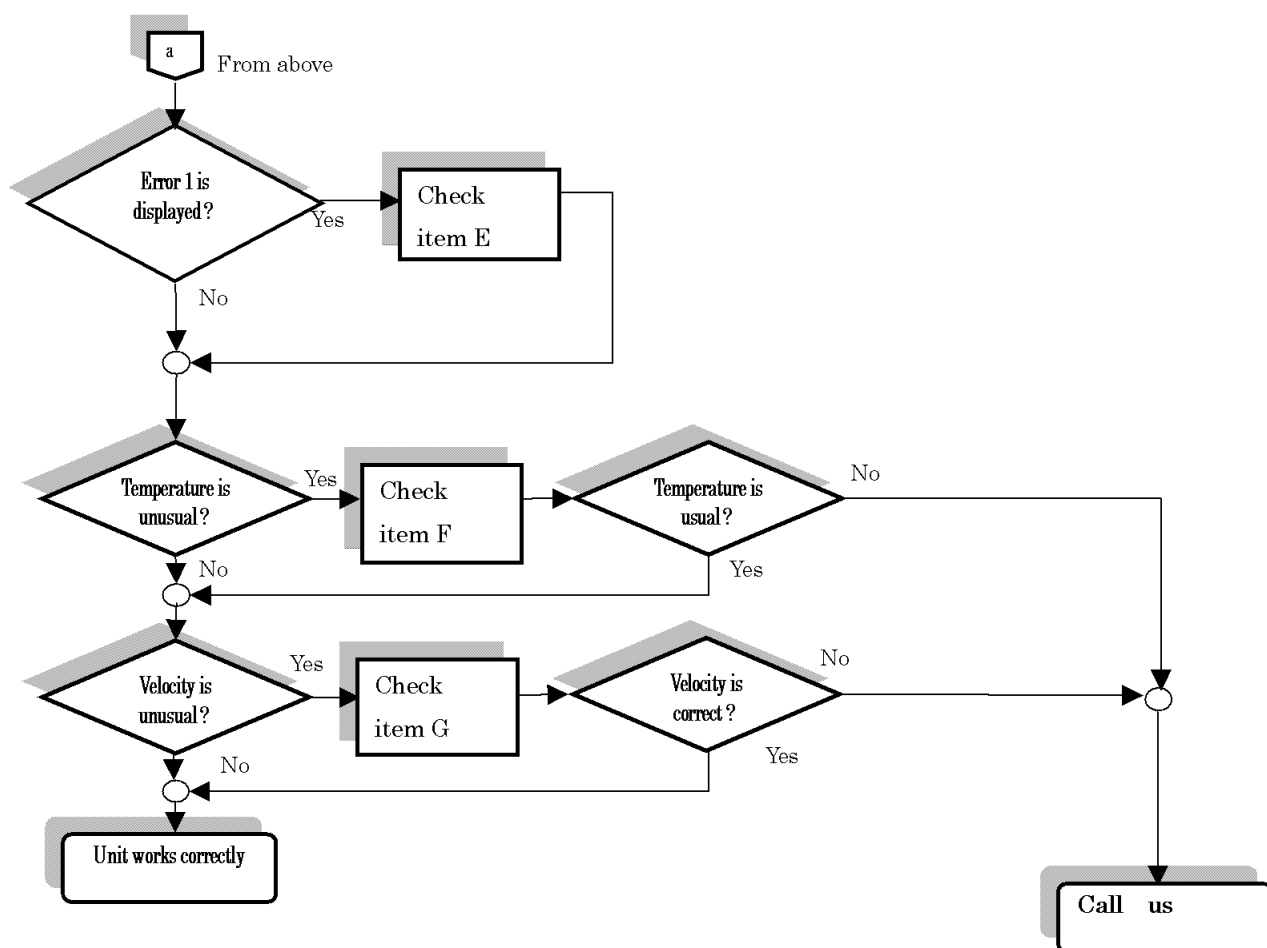 a
From above
Error 1 is
displayed ?
Yes
Check
item E
No
Temperature is
unusual ?
Yes
Check
item F
Temperature is
usual ?
No
No
Yes
Velocity is
unusual ?
Yes
Check
item G
Velocity is
correct ?
No
No
Yes
Unit works correctly
Call us